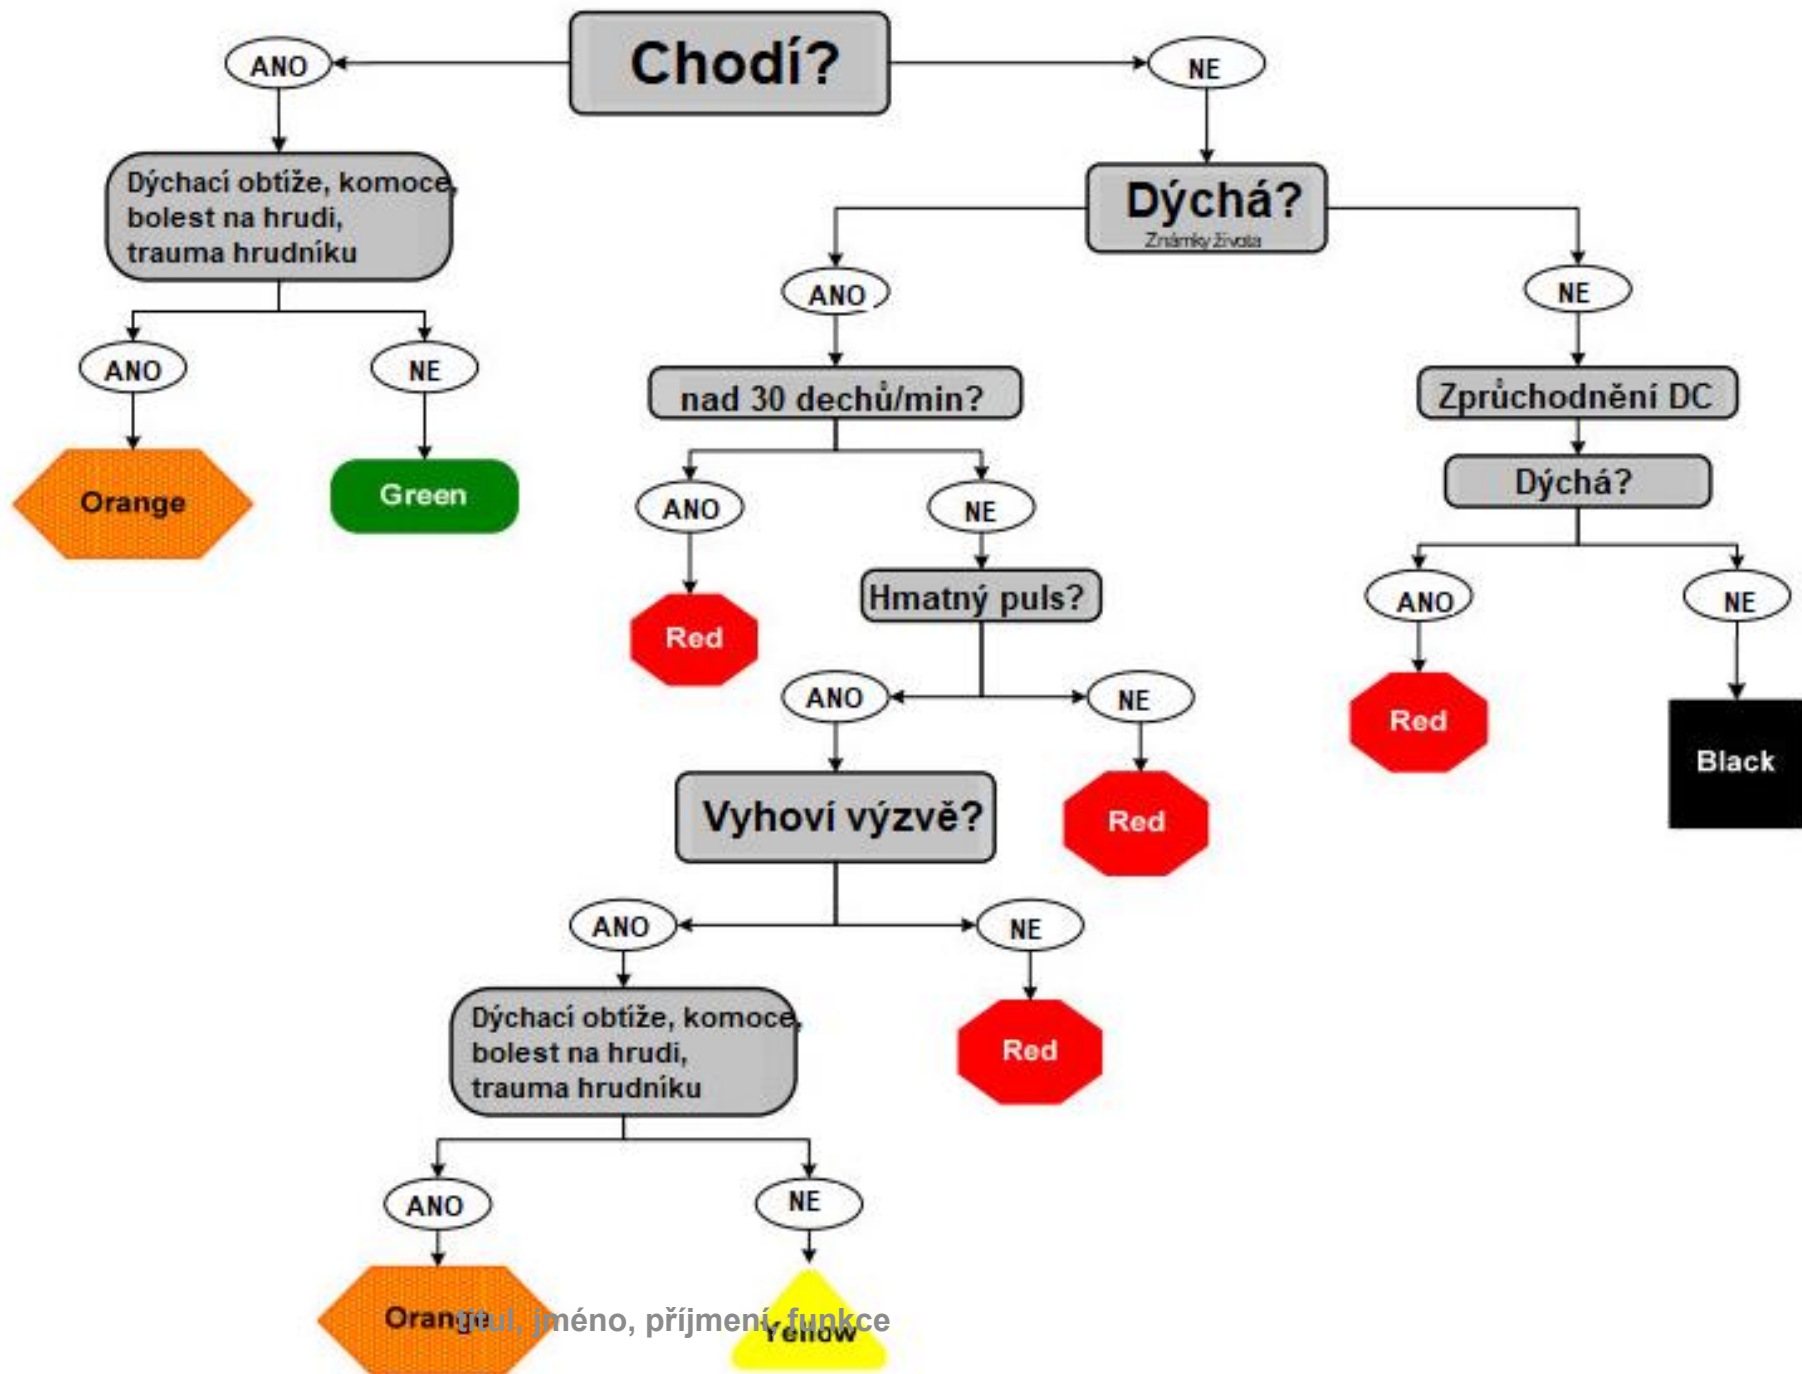 Chodí?
ANO
NE
Dýchací obtíže, komoce,
bolest na hrudi,
trauma hrudníku
Dýchá?
Známky života
ANO
NE
ANO
NE
nad 30 dechů/min?
Zprůchodnění DC
Dýchá?
Orange
Green
ANO
NE
Hmatný puls?
ANO
NE
Red
ANO
NE
Red
Black
Vyhoví výzvě?
Red
ANO
NE
Dýchací obtíže, komoce,
bolest na hrudi,
trauma hrudníku
Red
ANO
NE
Orange
Yellow
titul, jméno, příjmení, funkce